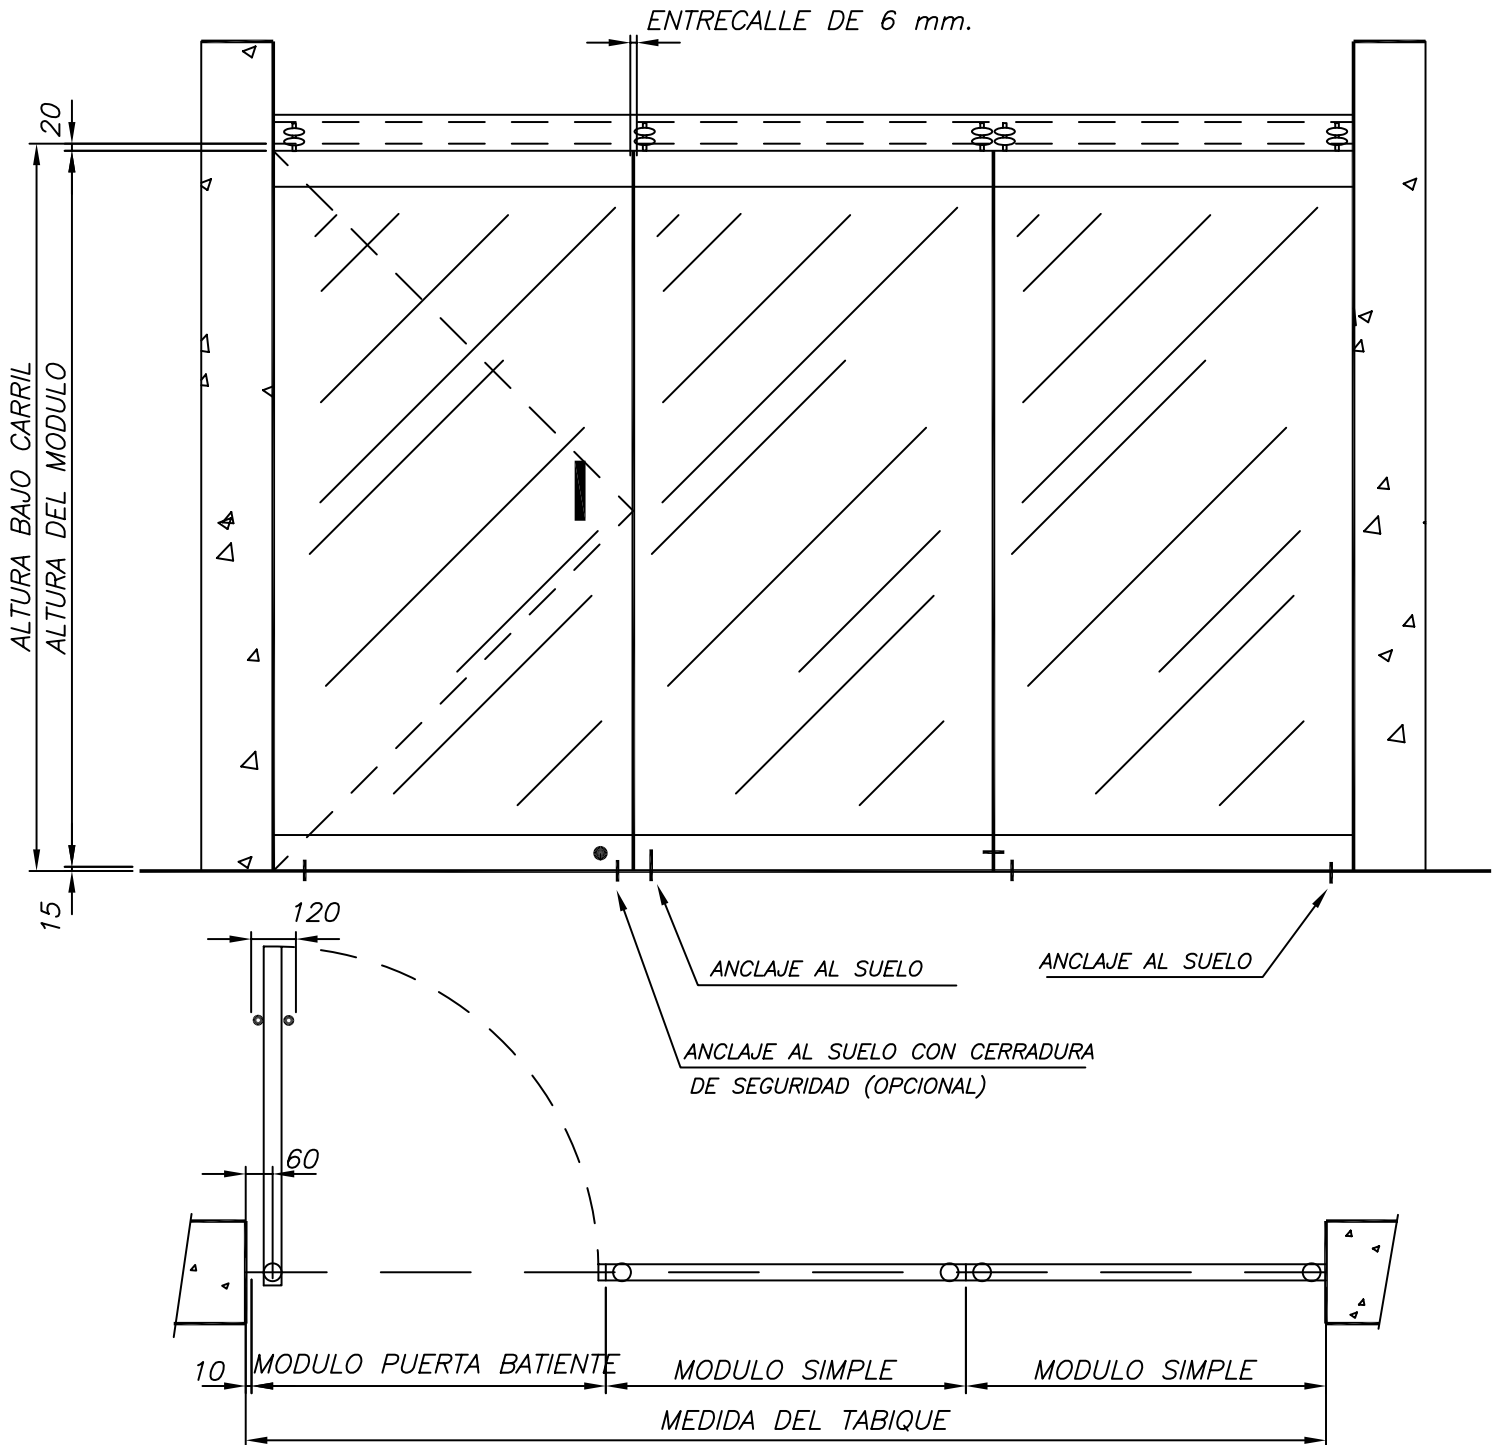 ENTRECALLE DE 6 mm.
20
ALTURA BAJO CARRIL
ALTURA DEL MODULO
15
120
ANCLAJE AL SUELO
ANCLAJE AL SUELO
ANCLAJE AL SUELO CON CERRADURA
DE SEGURIDAD (OPCIONAL)
60
10
MODULO PUERTA BATIENTE
MODULO SIMPLE
MODULO SIMPLE
MEDIDA DEL TABIQUE